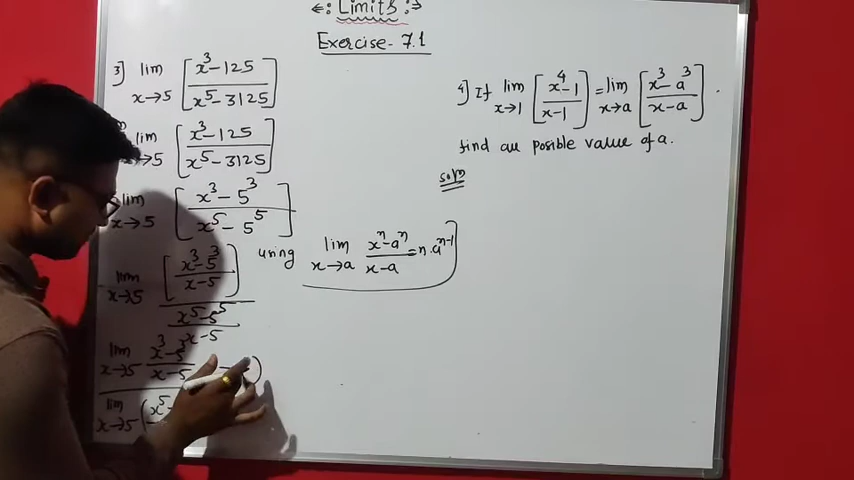 ←: Limits :→
Exercise- 7.1
3] lim x→5 [x³-125 / x⁵-3125]
lim x→5 [x³-125 / x⁵-3125]
lim x→5 [x³-5³ / x⁵-5⁵]
lim x→5 [x³-5³ / x-5] / x⁵-5⁵ / x-5
using lim x→a xⁿ-aⁿ / x-a = n.aⁿ⁻¹
lim x→5 x³-5³ / x-5
lim x→5 (x⁵
4] If lim x→1 [x⁴-1 / x-1] = lim x→a [x³-a³ / x-a].
find all posible value of a.
solⁿ